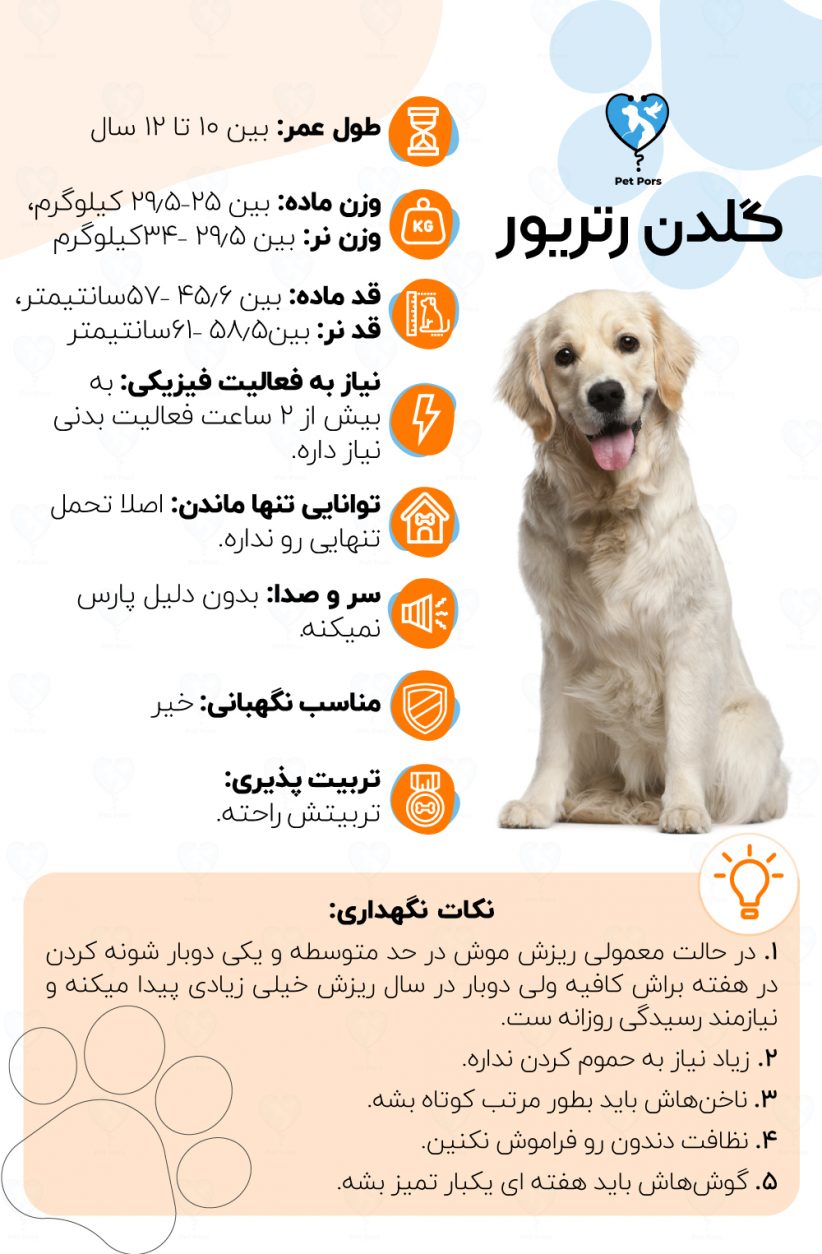 Pet Pors
گلدن رتریور
طول عمر: بین ۱۰ تا ۱۲ سال
وزن ماده: بین ۲۵-۲۹٫۵ کیلوگرم،
وزن نر: بین ۲۹٫۵ -۳۴کیلوگرم
قد ماده: بین ۴۵٫۶ -۵۷سانتیمتر،
قد نر: بین۵۸٫۵ -۶۱سانتیمتر
نیاز به فعالیت فیزیکی: به
بیش از ۲ ساعت فعالیت بدنی
نیاز داره.
توانایی تنها ماندن: اصلا تحمل
تنهایی رو نداره.
سر و صدا: بدون دلیل پارس
نمیکنه.
مناسب نگهبانی: خیر
تربیت پذیری:
تربیتش راحته.
KG
نکات نگهداری:
۱. در حالت معمولی ریزش موش در حد متوسطه و یکی دوبار شونه کردن
در هفته براش کافیه ولی دوبار در سال ریزش خیلی زیادی پیدا میکنه و
نیازمند رسیدگی روزانه ست.
۲. زیاد نیاز به حموم کردن نداره.
۳. ناخن‌هاش باید بطور مرتب کوتاه بشه.
۴. نظافت دندون رو فراموش نکنین.
۵. گوش‌هاش باید هفته ای یکبار تمیز بشه.